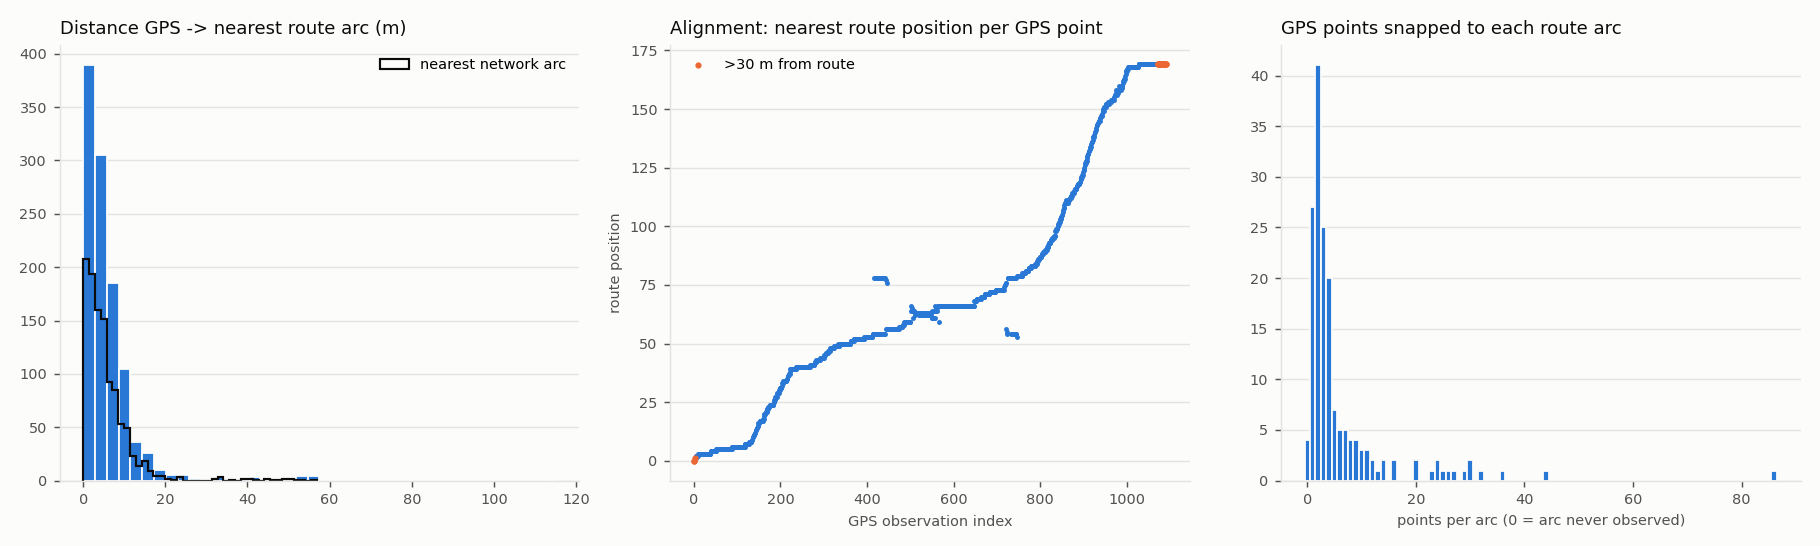 Distance GPS -> nearest route arc (m)
nearest network arc
400
350
300
250
200
150
100
50
0
0 20 40 60 80 100 120
Alignment: nearest route position per GPS point
>30 m from route
route position
175
150
125
100
75
50
25
0
0 200 400 600 800 1000
GPS observation index
GPS points snapped to each route arc
40
35
30
25
20
15
10
5
0
0 20 40 60 80
points per arc (0 = arc never observed)